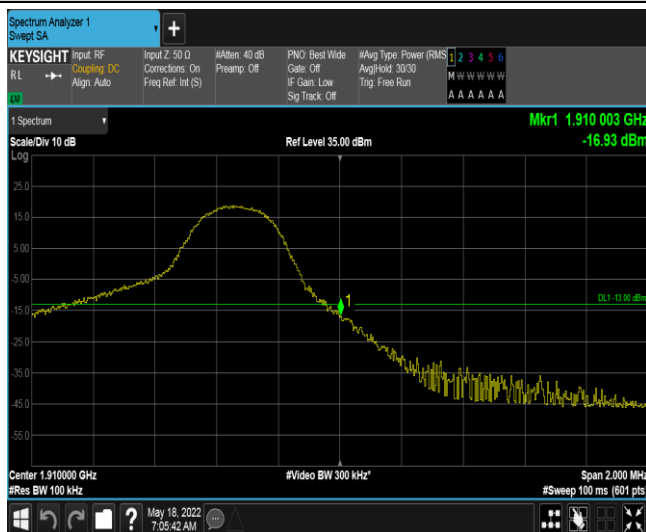 Spectrum Analyzer 1
Swept SA
+
KEYSIGHT
RL
LXI
Input: RF
Coupling: DC
Align: Auto
Input Z: 50 Ω
Corrections: On
Freq Ref: Int (S)
#Atten: 40 dB
Preamp: Off
PNO: Best Wide
Gate: Off
IF Gain: Low
Sig Track: Off
#Avg Type: Power (RMS
Avg|Hold: 30/30
Trig: Free Run
1 2 3 4 5 6
M W W W W W
A A A A A A
1 Spectrum
Mkr1 1.910 003 GHz
Scale/Div 10 dB
Ref Level 35.00 dBm
-16.93 dBm
Log
25.0
15.0
5.00
-5.00
1
DL1 -13.00 dBm
-15.0
-25.0
-35.0
-45.0
-55.0
Center 1.910000 GHz
#Video BW 300 kHz*
Span 2.000 MHz
#Res BW 100 kHz
#Sweep 100 ms (601 pts)
?
May 18, 2022
7:05:42 AM